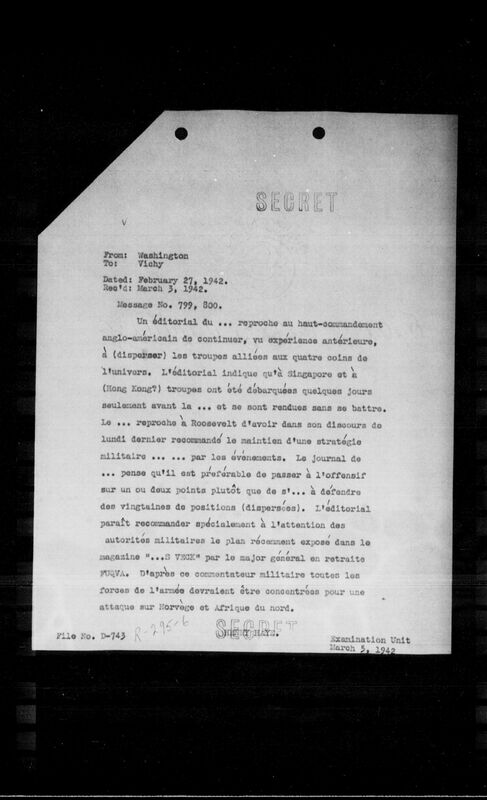 SECRET
From: Washington
To: Vichy
Dated: February 27, 1942.
Rec'd: March 3, 1942.
Message No. 799, 800.
Un éditorial du ... reproche au haut-commandement
anglo-américain de continuer, vu expérience antérieure,
à (disperser) les troupes alliées aux quatre coins de
l'univers. L'éditorial indique qu'à Singapore et à
(Hong Kong?) troupes ont été débarquées quelques jours
seulement avant la ... et se sont rendues sans se battre.
Le ... reproche à Roosevelt d'avoir dans son discours de
lundi dernier recommandé le maintien d'une stratégie
militaire ... ... par les événements. Le journal de
... pense qu'il est préférable de passer à l'offensif
sur un ou deux points plutôt que de s'... à défendre
des vingtaines de positions (dispersées). L'éditorial
paraît recommander spécialement à l'attention des
autorités militaires le plan récemment exposé dans le
magazine "...S VECK" par le major général en retraite
FUQVA. D'après ce commentateur militaire toutes les
forces de l'armée devraient être concentrées pour une
attaque sur Norvege et Afrique du nord.
HENRY HAYE.
SECRET
File No. D-743
R-295-6
Examination Unit
March 5, 1942